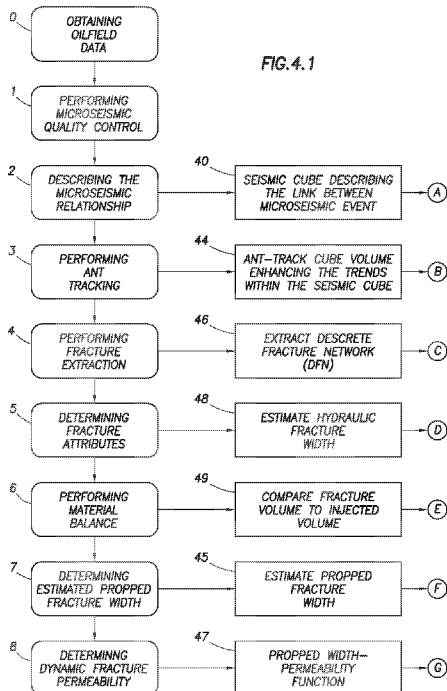 FIG.4.1
0
OBTAINING
OILFIELD
DATA
1
PERFORMING
MICROSEISMIC
QUALITY CONTROL
2
DESCRIBING THE
MICROSEISMIC
RELATIONSHIP
40
SEISMIC CUBE DESCRIBING
THE LINK BETWEEN
MICROSEISMIC EVENT
A
3
PERFORMING
ANT
TRACKING
44
ANT-TRACK CUBE VOLUME
ENHANCING THE TRENDS
WITHIN THE SEISMIC CUBE
B
4
PERFORMING
FRACTURE
EXTRACTION
46
EXTRACT DISCRETE
FRACTURE NETWORK
(DFN)
C
5
DETERMINING
FRACTURE
ATTRIBUTES
48
ESTIMATE HYDRAULIC
FRACTURE
WIDTH
D
6
PERFORMING
MATERIAL
BALANCE
49
COMPARE FRACTURE
VOLUME TO INJECTED
VOLUME
E
7
DETERMINING
ESTIMATED PROPPED
FRACTURE WIDTH
45
ESTIMATE PROPPED
FRACTURE
WIDTH
F
8
DETERMINING
DYNAMIC FRACTURE
PERMEABILITY
47
PROPPED WIDTH-
PERMEABILITY
FUNCTION
G